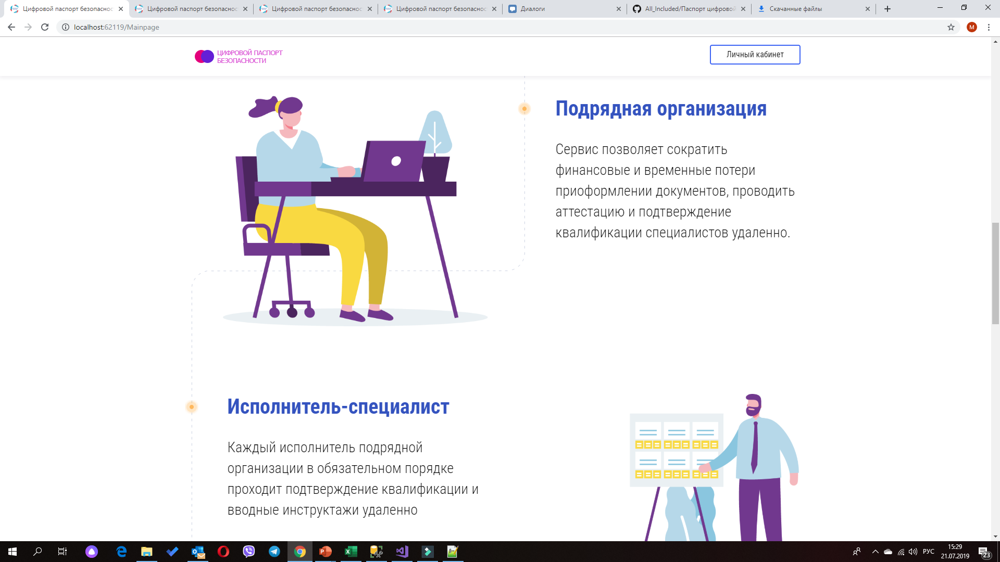 Цифровой паспорт безопаснос
Цифровой паспорт безопаснос
Цифровой паспорт безопаснос
Цифровой паспорт безопаснос
Диалоги
All_Included/Паспорт цифровой
Скачанные файлы
localhost:62119/Mainpage
M
ЦИФРОВОЙ ПАСПОРТ
БЕЗОПАСНОСТИ
Личный кабинет
Подрядная организация
Сервис позволяет сократить
финансовые и временные потери
приоформлении документов, проводить
аттестацию и подтверждение
квалификации специалистов удаленно.
Исполнитель-специалист
Каждый исполнитель подрядной
организации в обязательном порядке
проходит подтверждение квалификации и
вводные инструктажи удаленно
РУС
15:29
21.07.2019
23